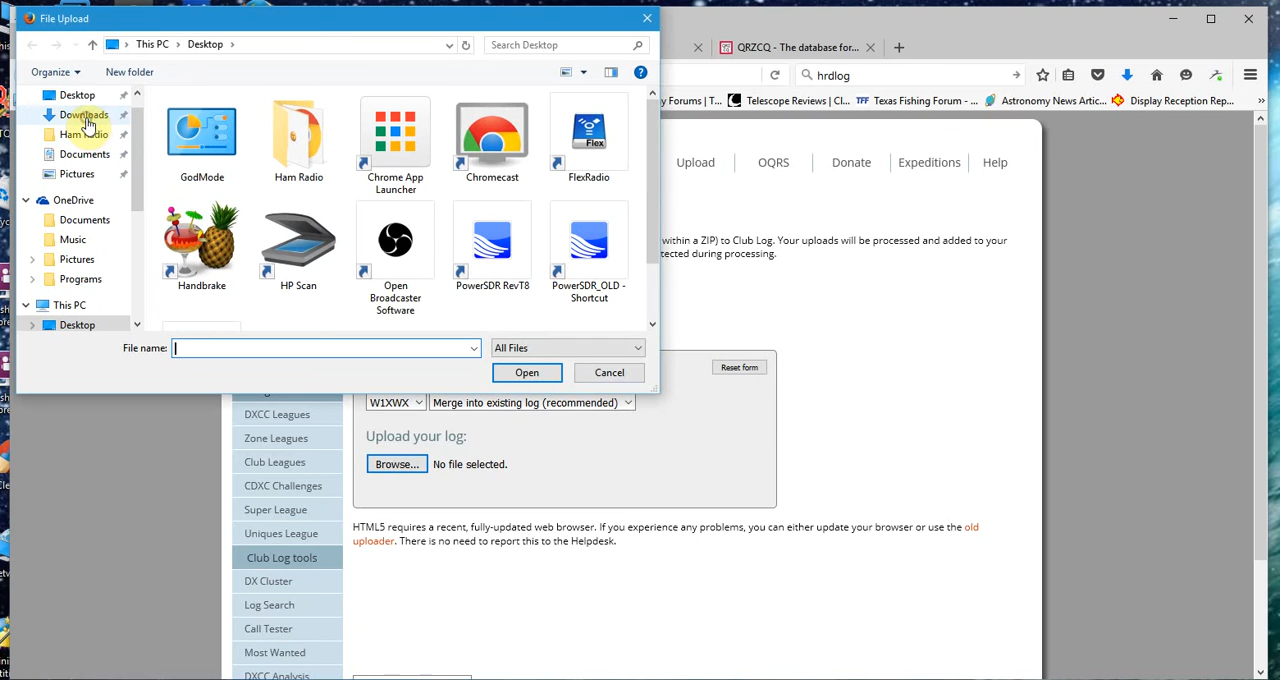 File Upload
This PC > Desktop >
Search Desktop
Organize
New folder
Desktop
Downloads
Ham Radio
Documents
Pictures
OneDrive
Documents
Music
Pictures
Programs
This PC
Desktop
GodMode
Ham Radio
Chrome App
Launcher
Chromecast
Flex
FlexRadio
Handbrake
HP Scan
Open
Broadcaster
Software
PowerSDR RevT8
PowerSDR_OLD -
Shortcut
File name:
All Files
Open
Cancel
QRZCQ - The database for...
hrdlog
y Forums | T...
Telescope Reviews | Cl...
TFF Texas Fishing Forum - ...
Astronomy News Artic...
Display Reception Rep...
Upload
OQRS
Donate
Expeditions
Help
within a ZIP) to Club Log. Your uploads will be processed and added to your
tected during processing.
Reset form
W1XWX
Merge into existing log (recommended)
Upload your log:
Browse...
No file selected.
HTML5 requires a recent, fully-updated web browser. If you experience any problems, you can either update your browser or use the old
uploader. There is no need to report this to the Helpdesk.
DXCC Leagues
Zone Leagues
Club Leagues
CDXC Challenges
Super League
Uniques League
Club Log tools
DX Cluster
Log Search
Call Tester
Most Wanted
DXCC Analysis